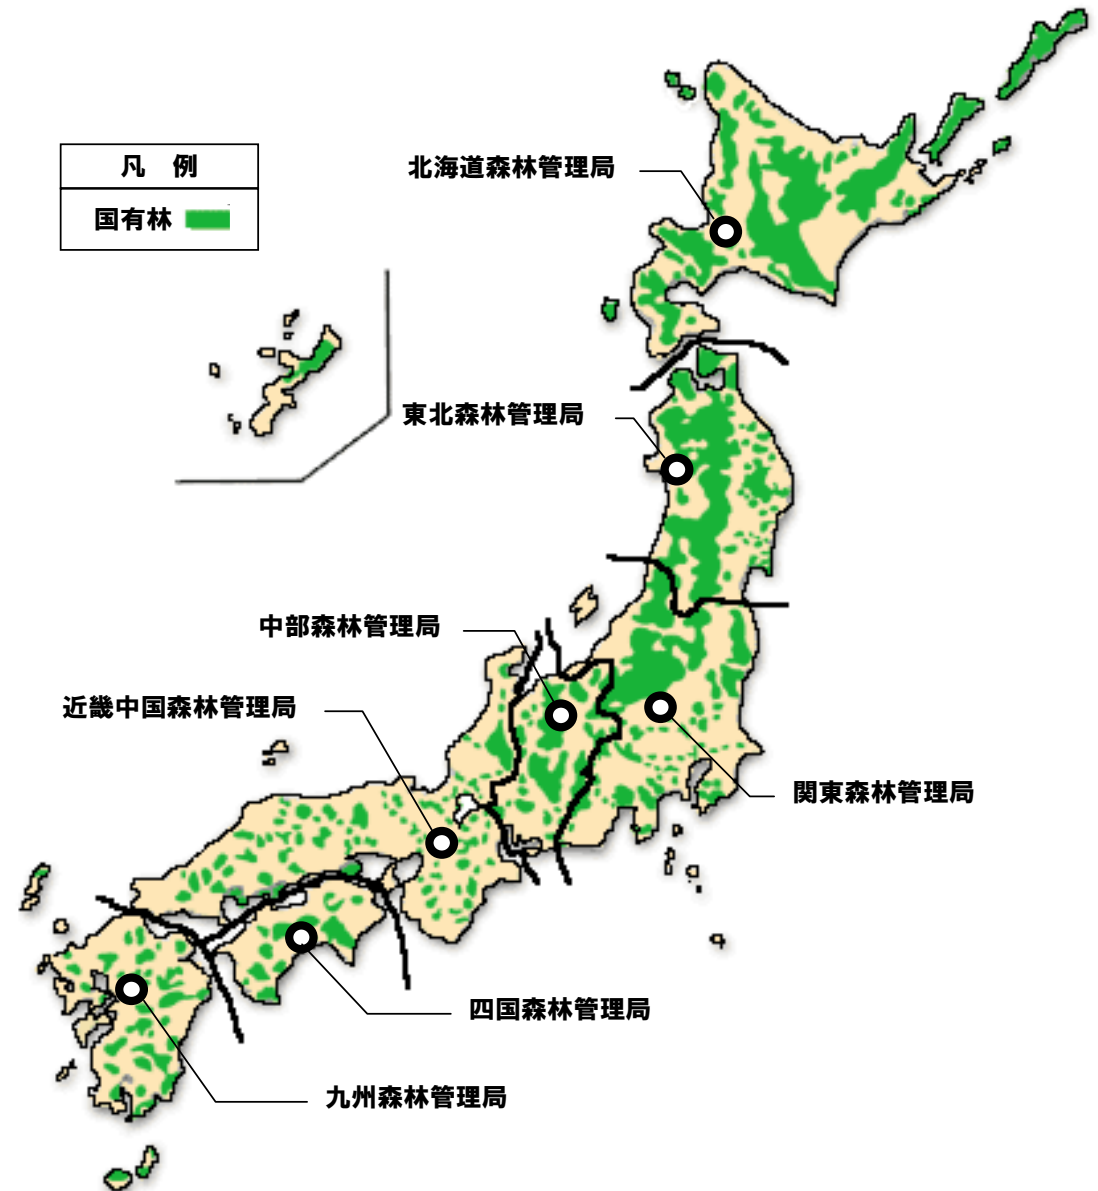 凡 例
国有林
北海道森林管理局
東北森林管理局
中部森林管理局
近畿中国森林管理局
関東森林管理局
四国森林管理局
九州森林管理局